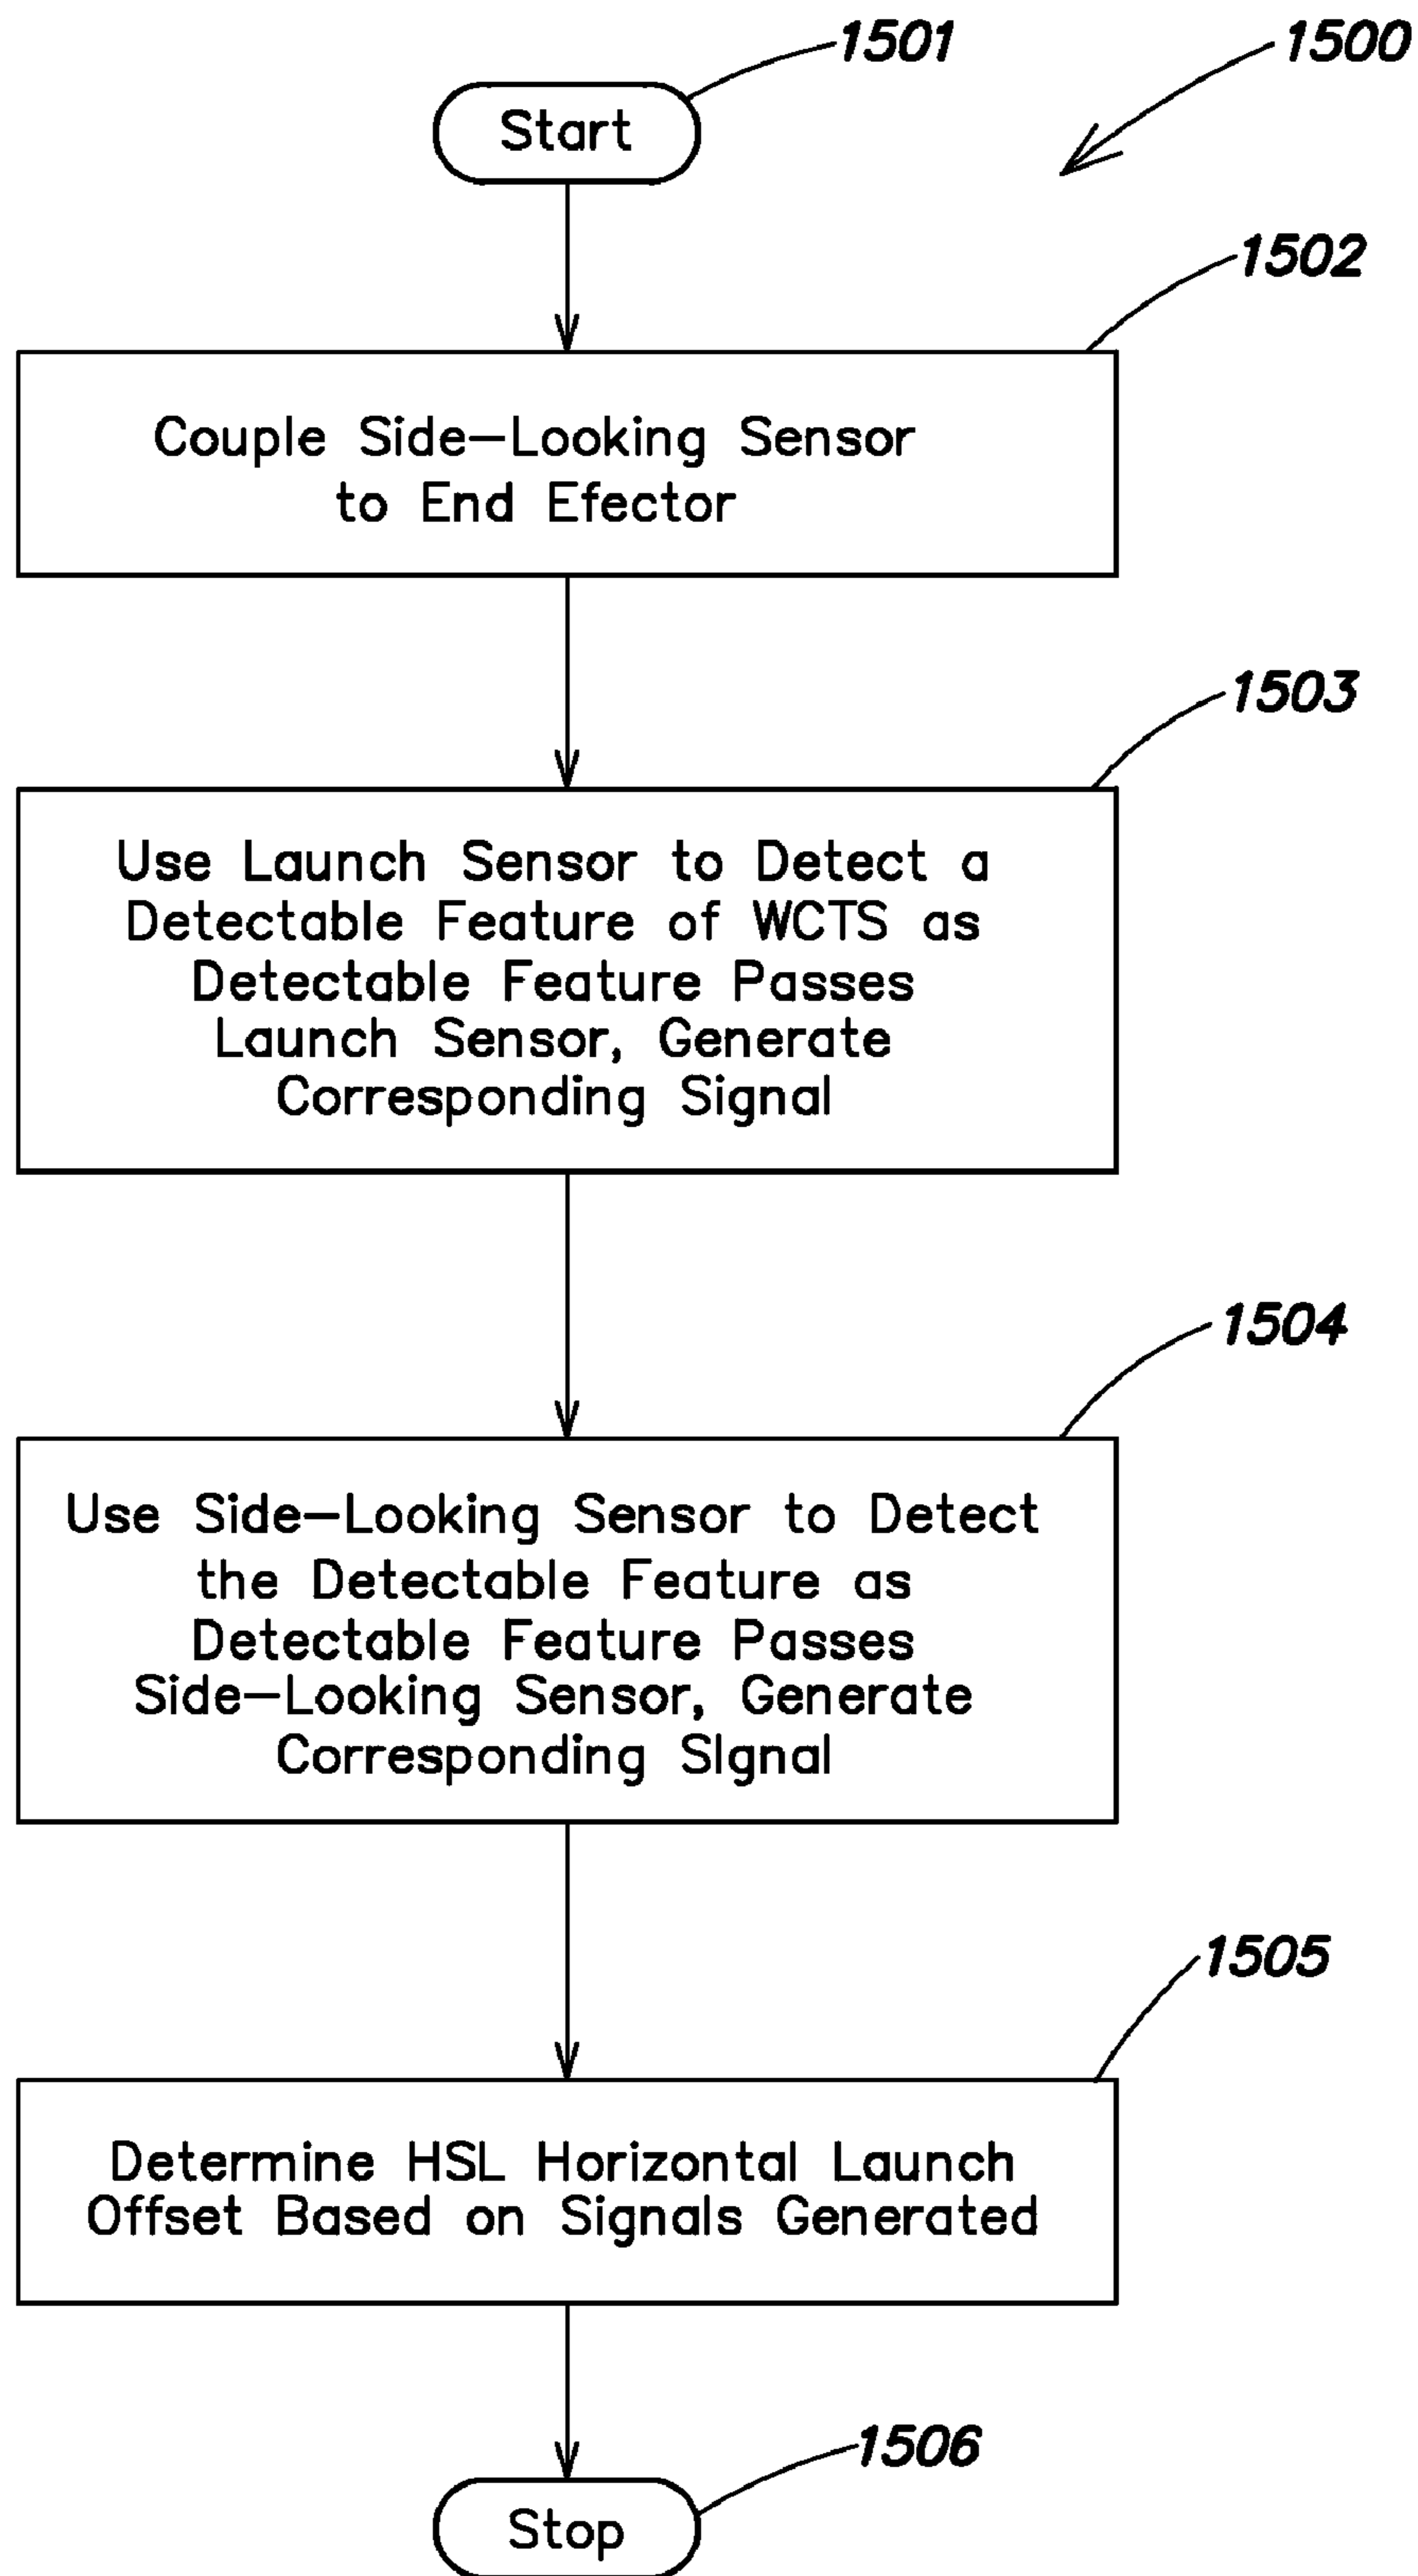 1501
1500
Start
1502
Couple Side-Looking Sensor
to End Efector
1503
Use Launch Sensor to Detect a
Detectable Feature of WCTS as
Detectable Feature Passes
Launch Sensor, Generate
Corresponding Signal
1504
Use Side-Looking Sensor to Detect
the Detectable Feature as
Detectable Feature Passes
Side-Looking Sensor, Generate
Corresponding SIgnal
1505
Determine HSL Horizontal Launch
Offset Based on Signals Generated
1506
Stop